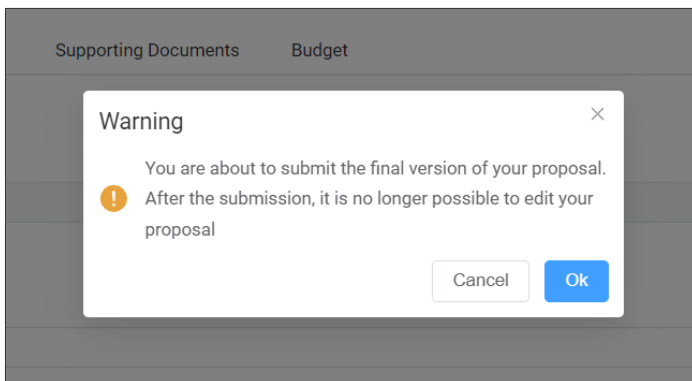 Supporting Documents Budget
Warning
You are about to submit the final version of your proposal.
After the submission, it is no longer possible to edit your
proposal
Cancel Ok